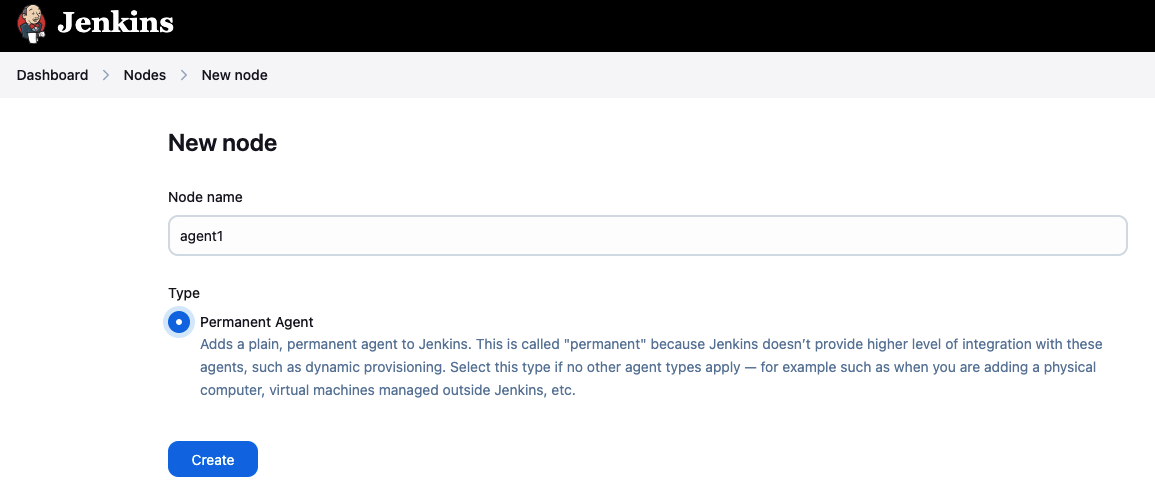 Jenkins
Dashboard > Nodes > New node
New node
Node name
agent1
Type
Permanent Agent
Adds a plain, permanent agent to Jenkins. This is called "permanent" because Jenkins doesn’t provide higher level of integration with these
agents, such as dynamic provisioning. Select this type if no other agent types apply — for example such as when you are adding a physical
computer, virtual machines managed outside Jenkins, etc.
Create